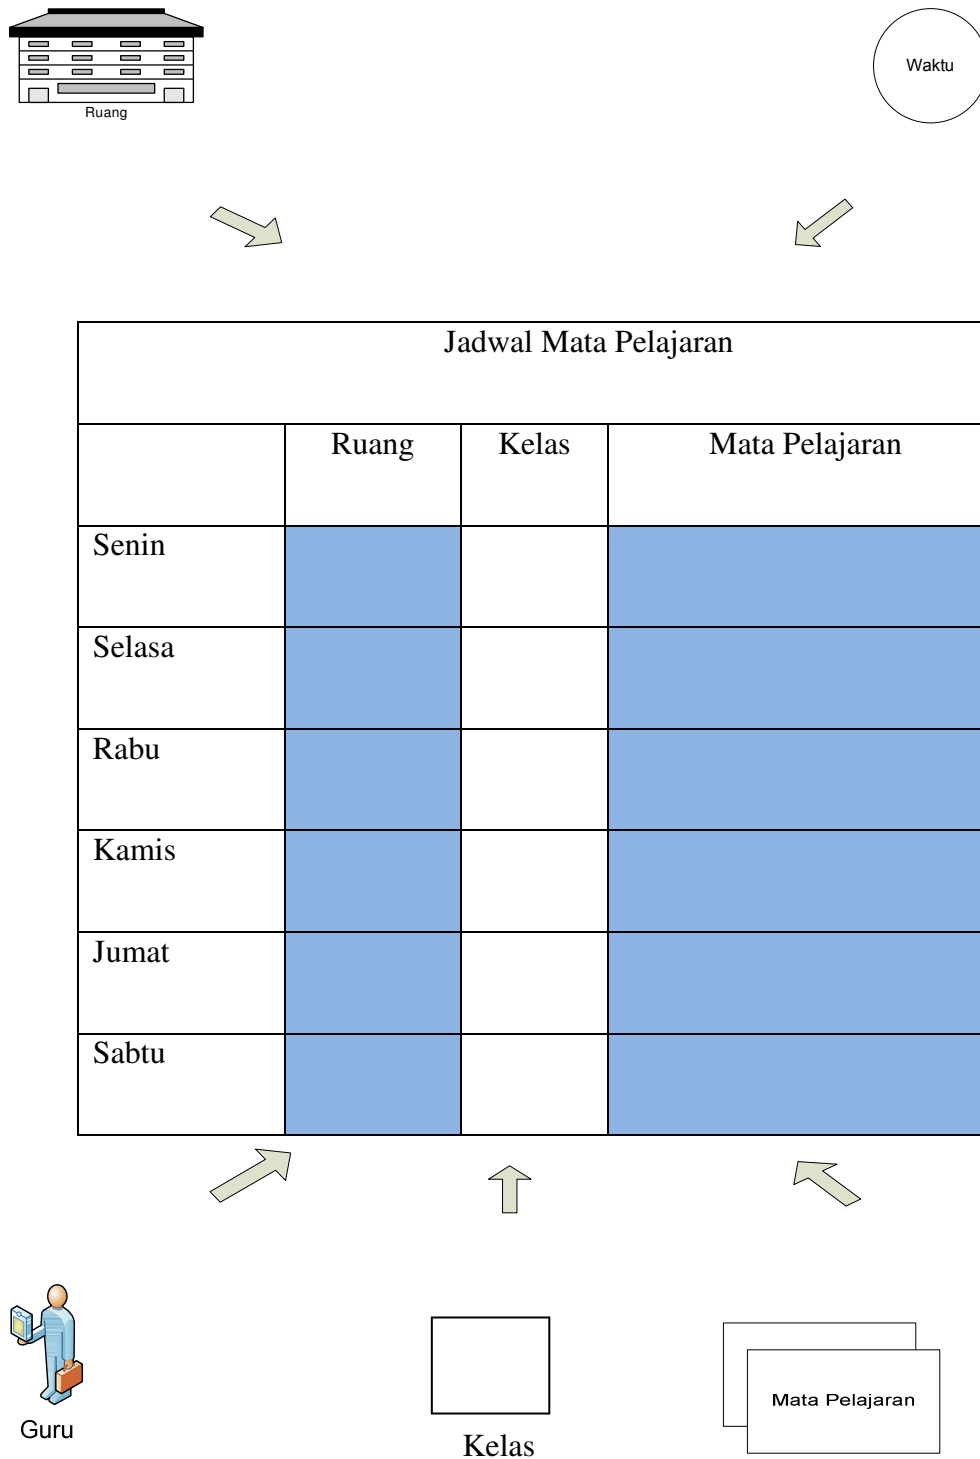 Ruang
Waktu
Jadwal Mata Pelajaran
Ruang Kelas Mata Pelajaran
Senin
Selasa
Rabu
Kamis
Jumat
Sabtu
Guru
Kelas
Mata Pelajaran